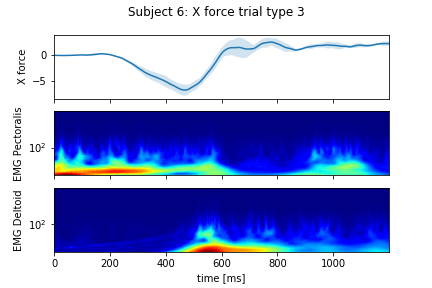 Subject 6: X force trial type 3
X force
0
−5
EMG Pectoralis
10²
EMG Deltoid
10²
0 200 400 600 800 1000
time [ms]